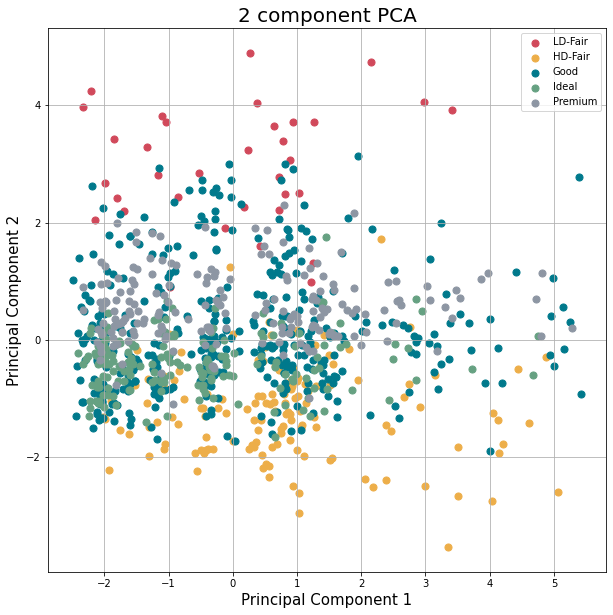 2 component PCA
LD-Fair
HD-Fair
Good
Ideal
Premium
Principal Component 2
4
2
0
−2
−2
−1
0
1
2
3
4
5
Principal Component 1